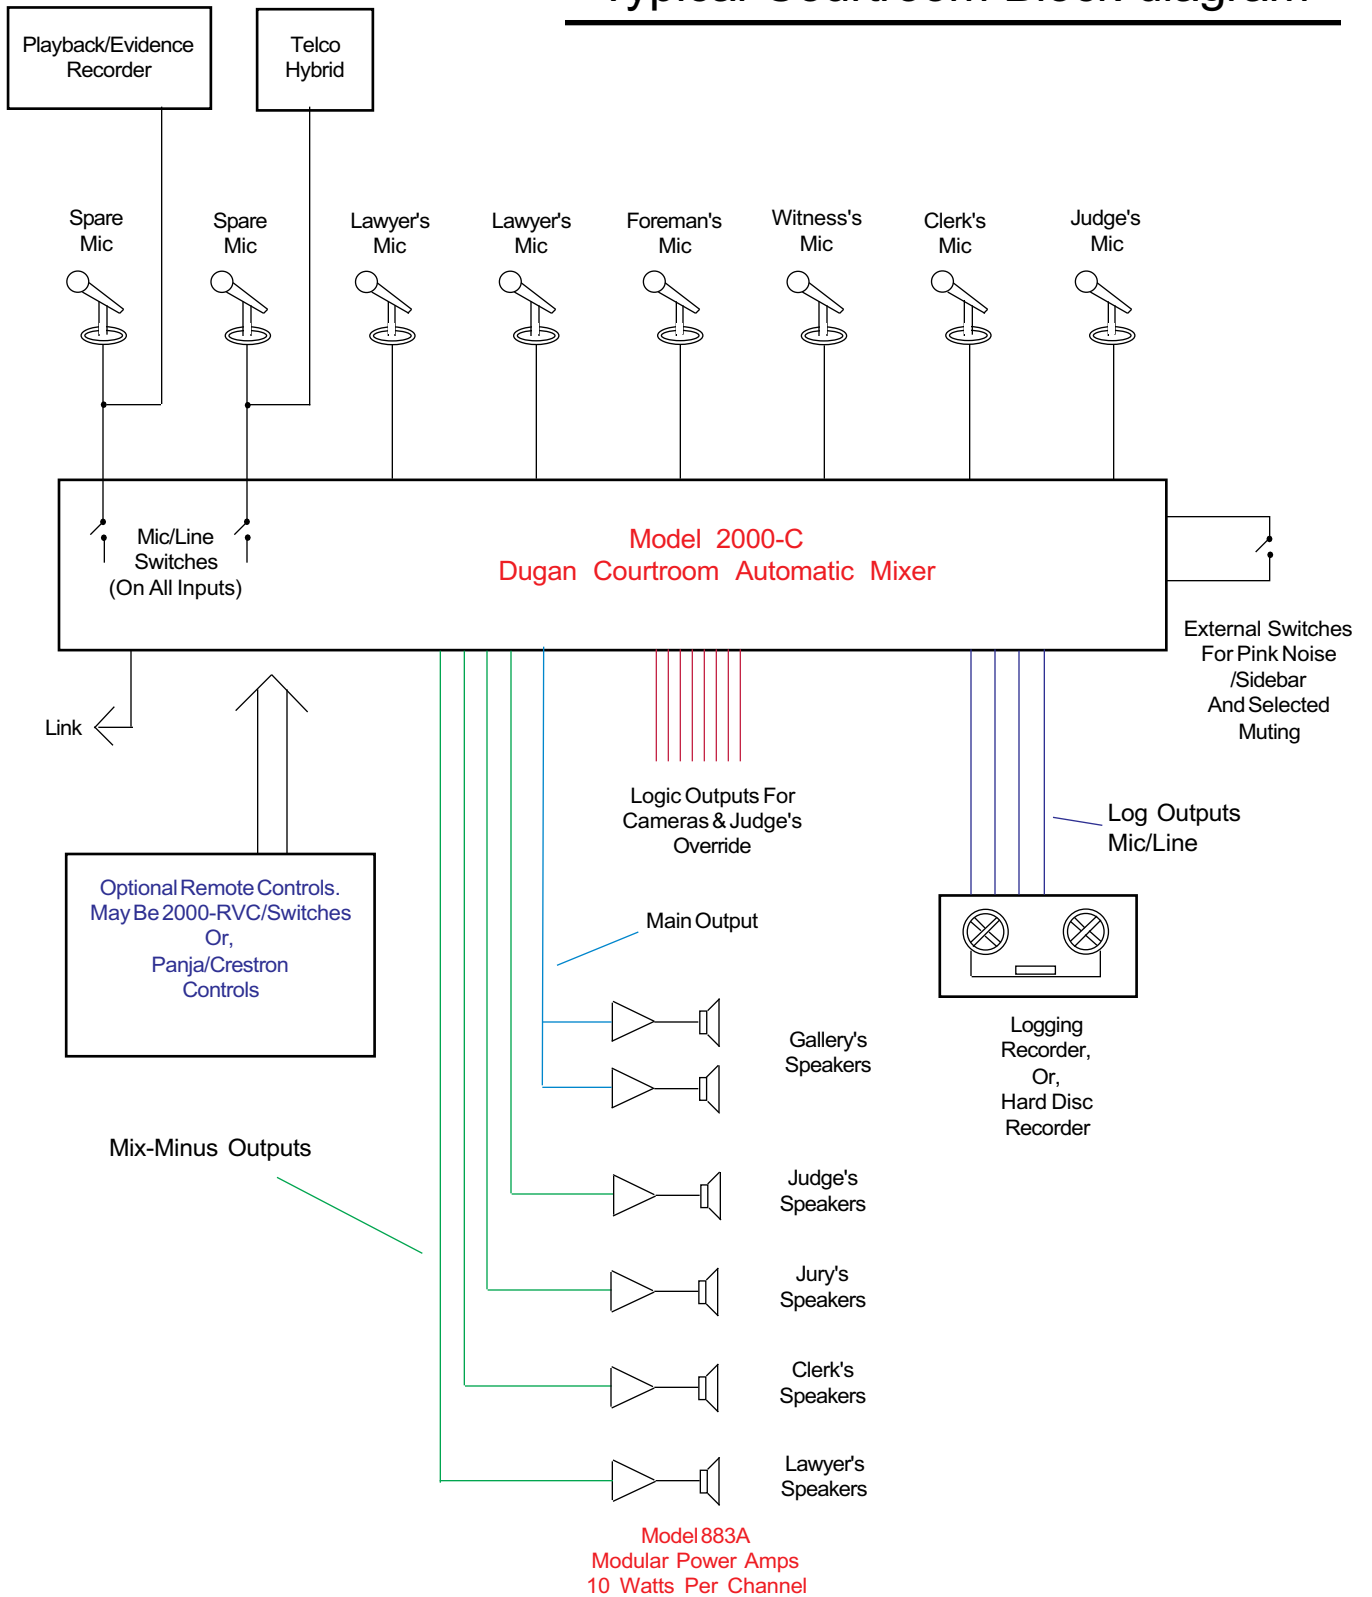 Typical Courtroom Block diagram
Playback/Evidence
Recorder
Telco
Hybrid
Spare
Mic
Spare
Mic
Lawyer's
Mic
Lawyer's
Mic
Foreman's
Mic
Witness's
Mic
Clerk's
Mic
Judge's
Mic
Mic/Line
Switches
(On All Inputs)
Model 2000-C
Dugan Courtroom Automatic Mixer
External Switches
For Pink Noise
/Sidebar
And Selected
Muting
Link
Logic Outputs For
Cameras & Judge's
Override
Log Outputs
Mic/Line
Optional Remote Controls.
May Be 2000-RVC/Switches
Or,
Panja/Crestron
Controls
Main Output
Gallery's
Speakers
Logging
Recorder,
Or,
Hard Disc
Recorder
Mix-Minus Outputs
Judge's
Speakers
Jury's
Speakers
Clerk's
Speakers
Lawyer's
Speakers
Model 883A
Modular Power Amps
10 Watts Per Channel